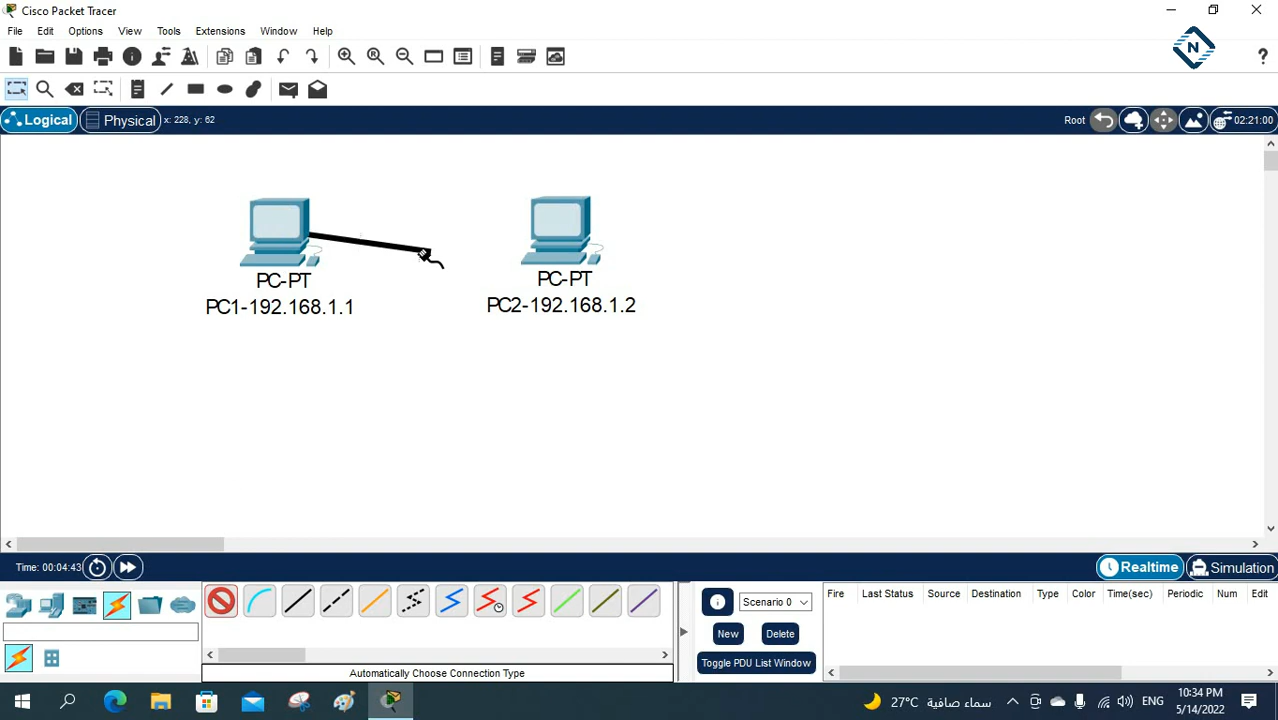 Cisco Packet Tracer
File Edit Options View Tools Extensions Window Help
N
?
Logical Physical x: 228, y: 62 Root 02:21:00
PC-PT
PC1-192.168.1.1
PC-PT
PC2-192.168.1.2
Time: 00:04:43 Realtime Simulation
Scenario 0
New Delete
Toggle PDU List Window
Fire Last Status Source Destination Type Color Time(sec) Periodic Num Edit
Automatically Choose Connection Type
27°C سماء صافية ENG 10:34 PM
5/14/2022